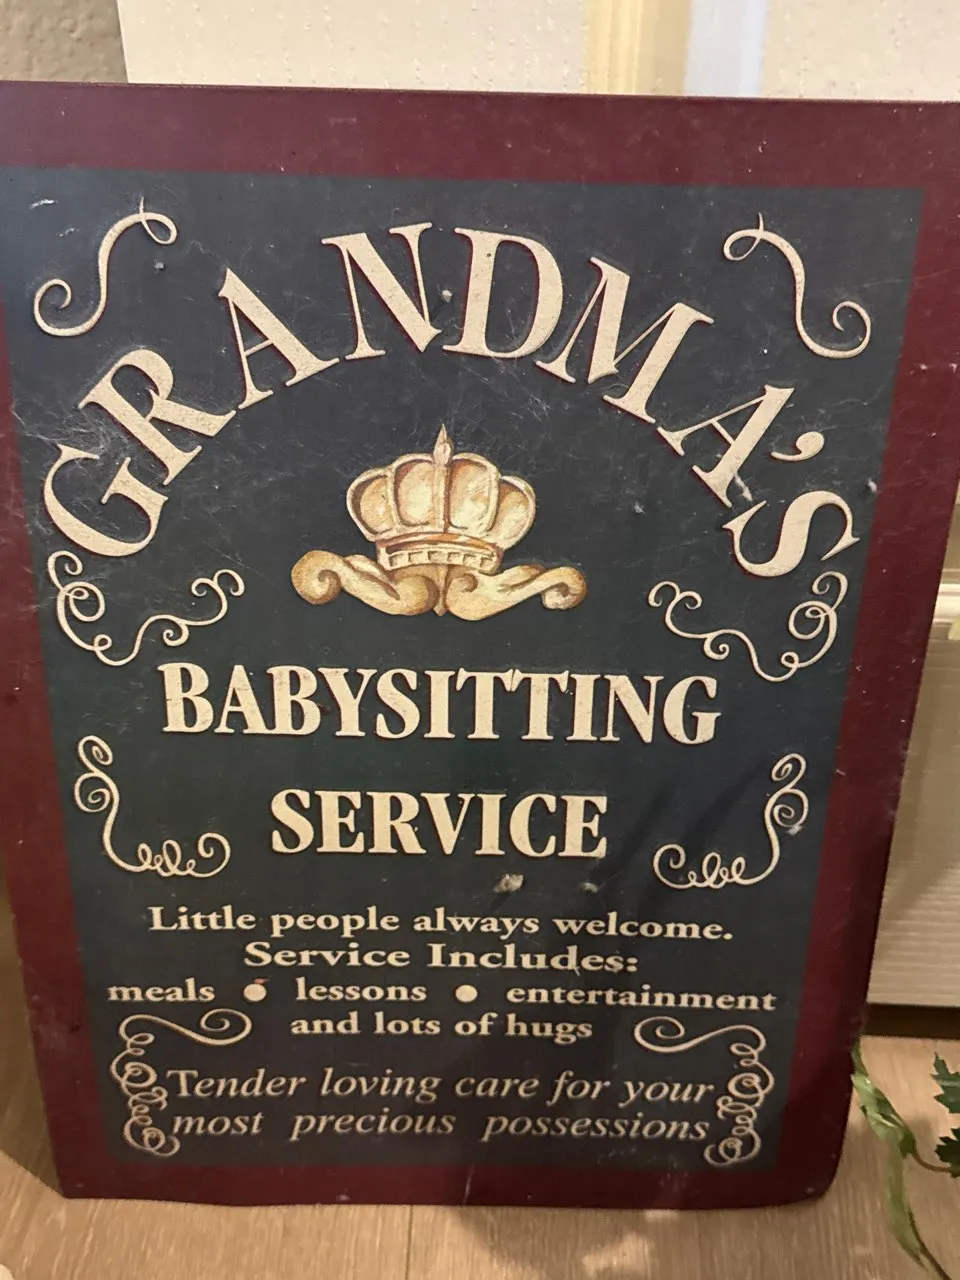 GRANDMA'S
BABYSITTING
SERVICE
Little people always welcome.
Service Includes:
meals ● lessons ● entertainment
and lots of hugs
Tender loving care for your
most precious possessions